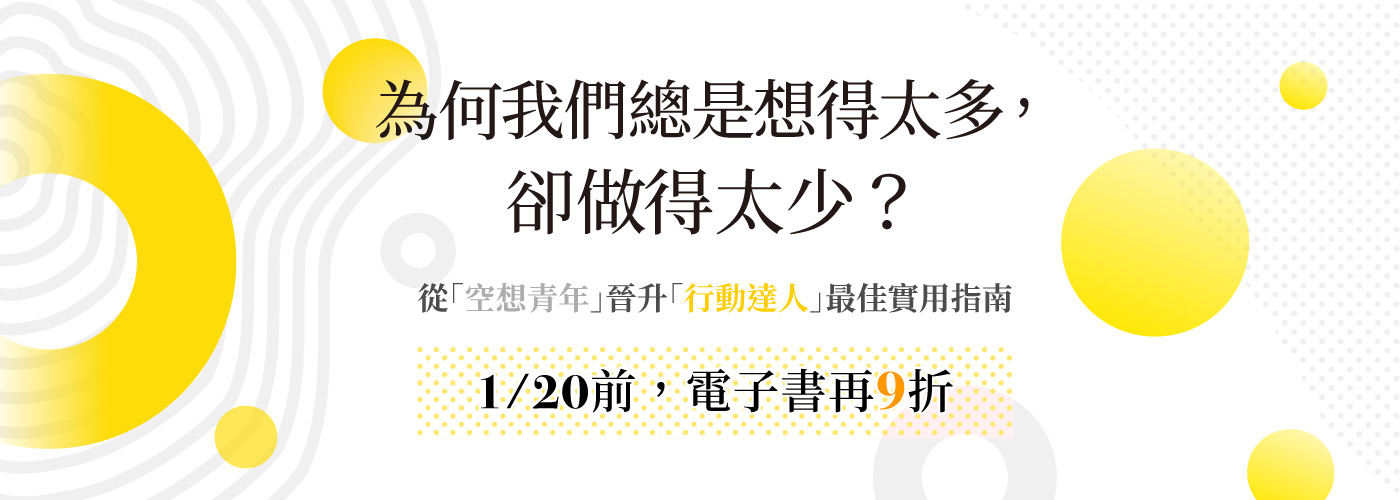 為何我們總是想得太多，
卻做得太少？
從「空想青年」晉升「行動達人」最佳實用指南
1/20前，電子書再9折